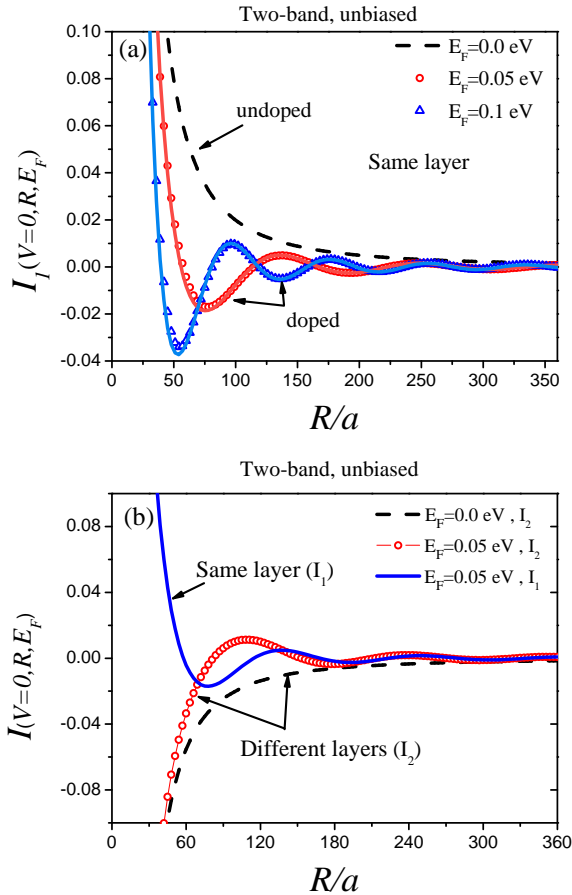 Two-band, unbiased
(a)
E_F=0.0 eV
E_F=0.05 eV
E_F=0.1 eV
undoped
Same layer
doped
I_1(V=0,R,E_F)
0.10
0.08
0.06
0.04
0.02
0.00
-0.02
-0.04
0 50 100 150 200 250 300 350
R/a
Two-band, unbiased
(b)
E_F=0.0 eV , I_2
E_F=0.05 eV , I_2
E_F=0.05 eV , I_1
Same layer (I_1)
Different layers (I_2)
I(V=0,R,E_F)
0.08
0.04
0.00
-0.04
-0.08
0 60 120 180 240 300 360
R/a